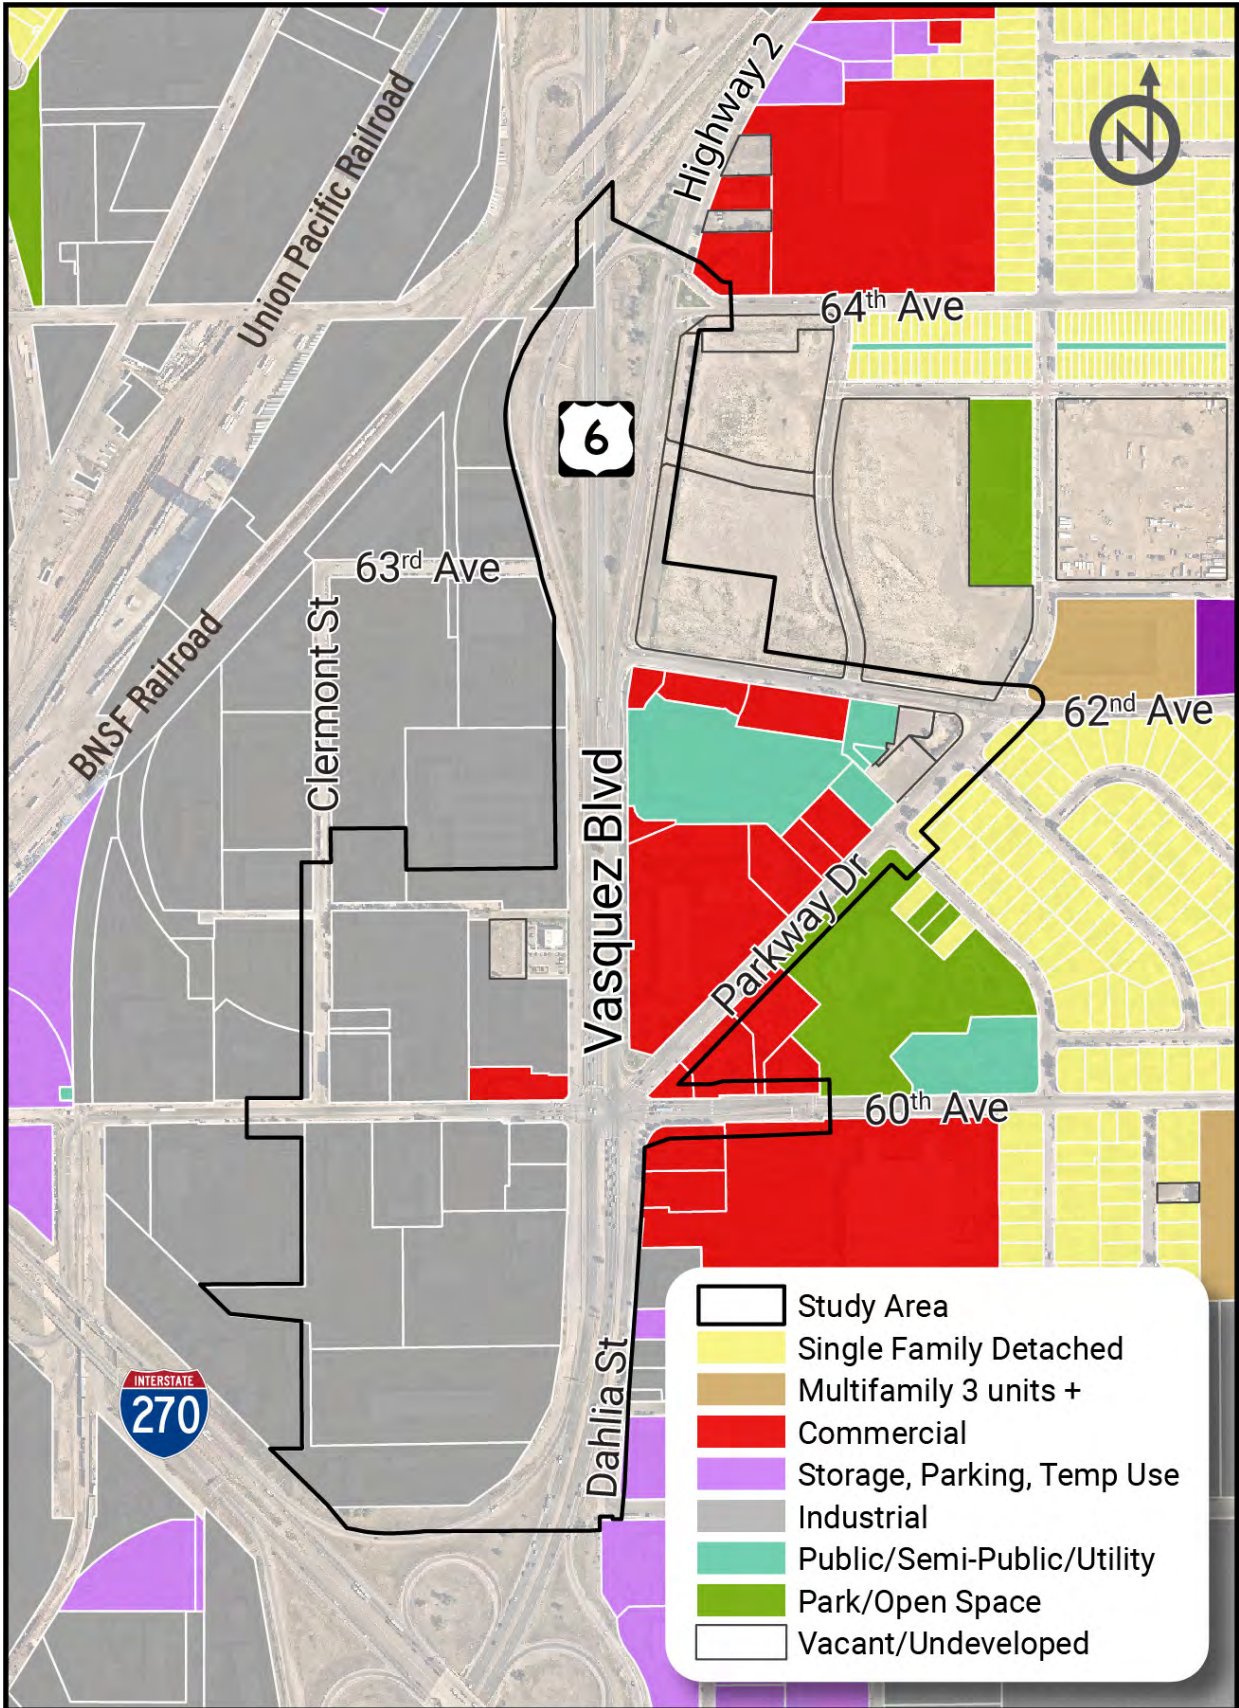 Highway 2
N
Union Pacific Railroad
64th Ave
6
63rd Ave
Clermont St
BNSF Railroad
62nd Ave
Vasquez Blvd
Parkway Dr
60th Ave
Dahlia St
INTERSTATE
270
Study Area
Single Family Detached
Multifamily 3 units +
Commercial
Storage, Parking, Temp Use
Industrial
Public/Semi-Public/Utility
Park/Open Space
Vacant/Undeveloped